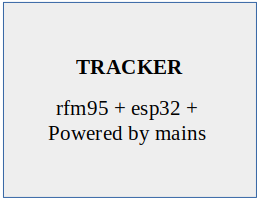 TRACKER
rfm95 + esp32 +
Powered by mains